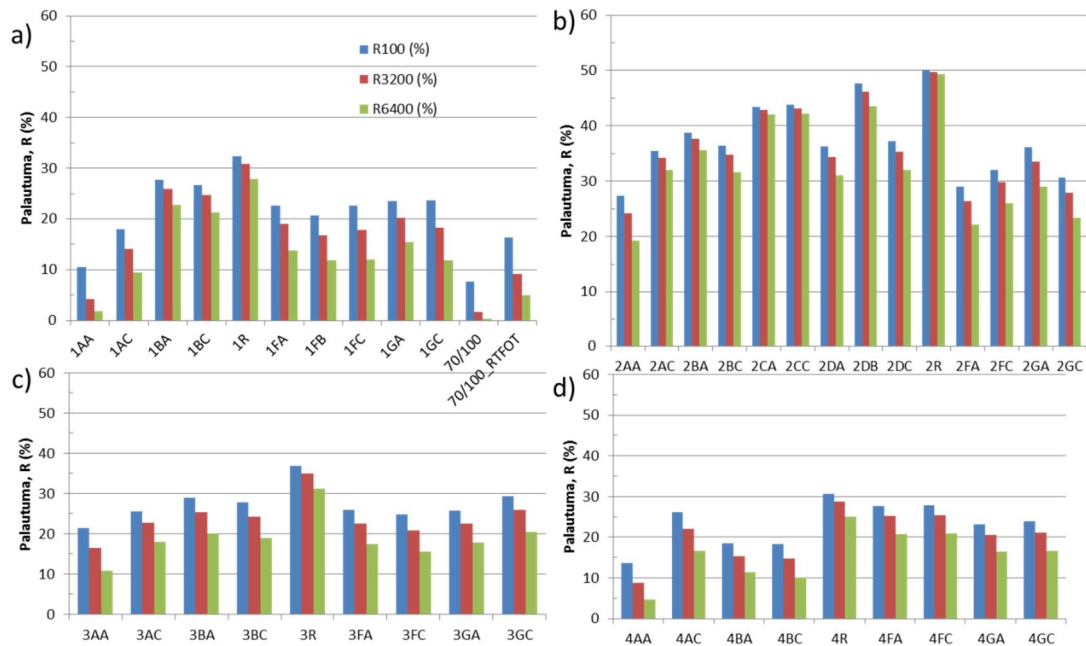 a)
60
50
40
30
20
10
0
Palautuma, R (%)
R100 (%)
R3200 (%)
R6400 (%)
1AA
1AC
1BA
1BC
1R
1FA
1FB
1FC
1GA
1GC
70/100
70/100_RTFOT
b)
60
50
40
30
20
10
0
Palautuma, R (%)
2AA 2AC 2BA 2BC 2CA 2CC 2DA 2DB 2DC 2R 2FA 2FC 2GA 2GC
c)
60
50
40
30
20
10
0
Palautuma, R (%)
3AA 3AC 3BA 3BC 3R 3FA 3FC 3GA 3GC
d)
60
50
40
30
20
10
0
Palautuma, R (%)
4AA 4AC 4BA 4BC 4R 4FA 4FC 4GA 4GC